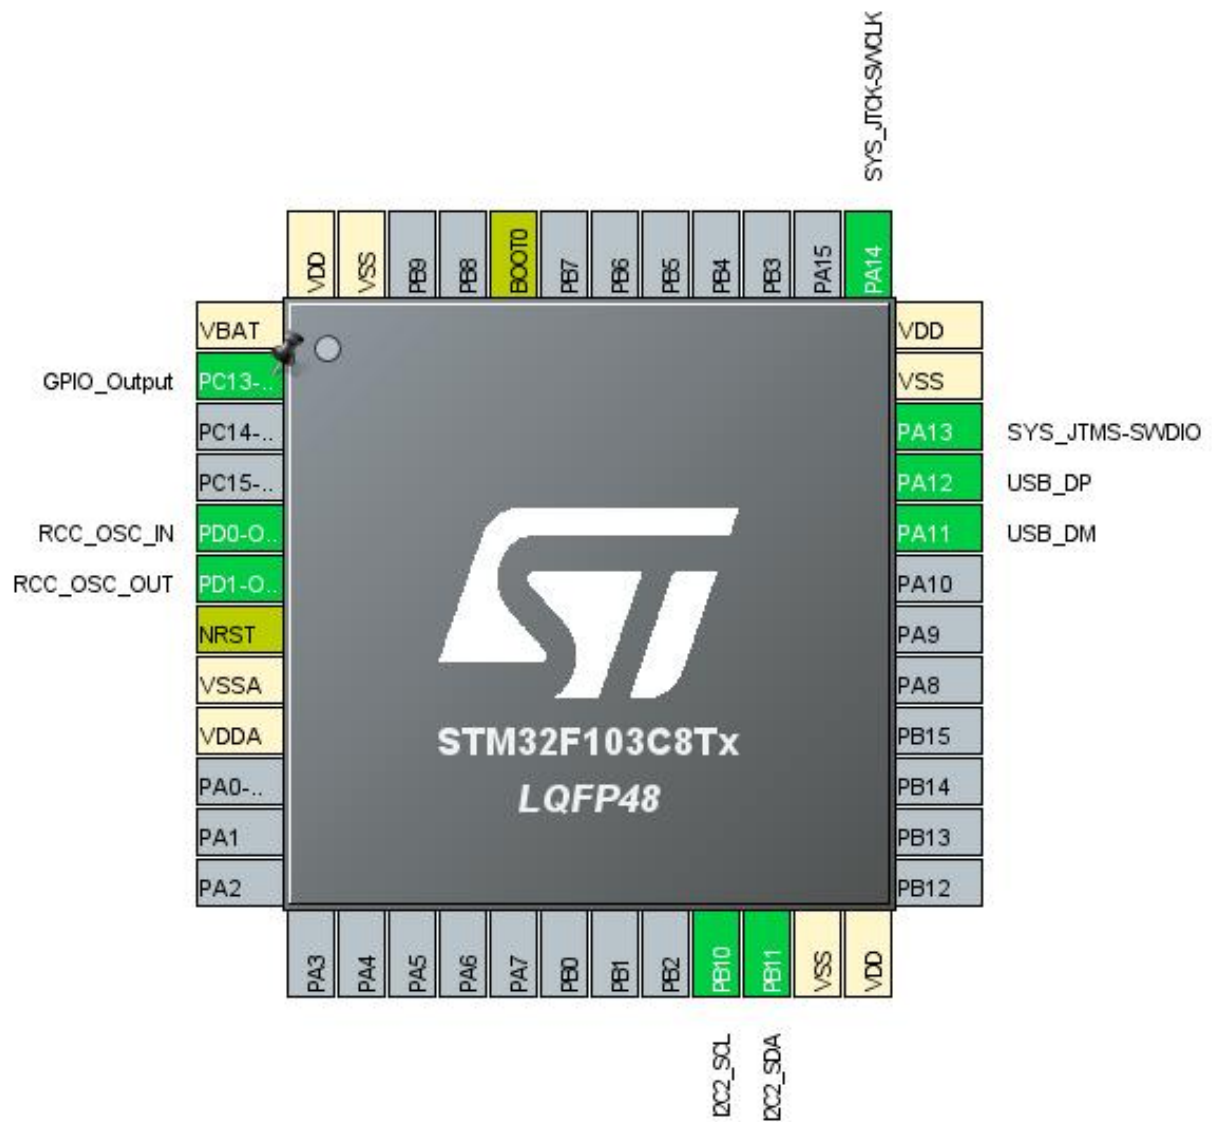 SYS_JTCK-SWCLK
VDD
VSS
PB9
PB8
BOOT0
PB7
PB6
PB5
PB4
PB3
PA15
PA14
VBAT
GPIO_Output
PC13-..
PC14-..
PC15-..
RCC_OSC_IN
PD0-O..
RCC_OSC_OUT
PD1-O..
NRST
VSSA
VDDA
PA0-..
PA1
PA2
VDD
VSS
PA13
SYS_JTMS-SWDIO
PA12
USB_DP
PA11
USB_DM
PA10
PA9
PA8
PB15
PB14
PB13
PB12
ST
STM32F103C8Tx
LQFP48
PA3
PA4
PA5
PA6
PA7
PB0
PB1
PB2
PB10
PB11
VSS
VDD
I2C2_SCL
I2C2_SDA